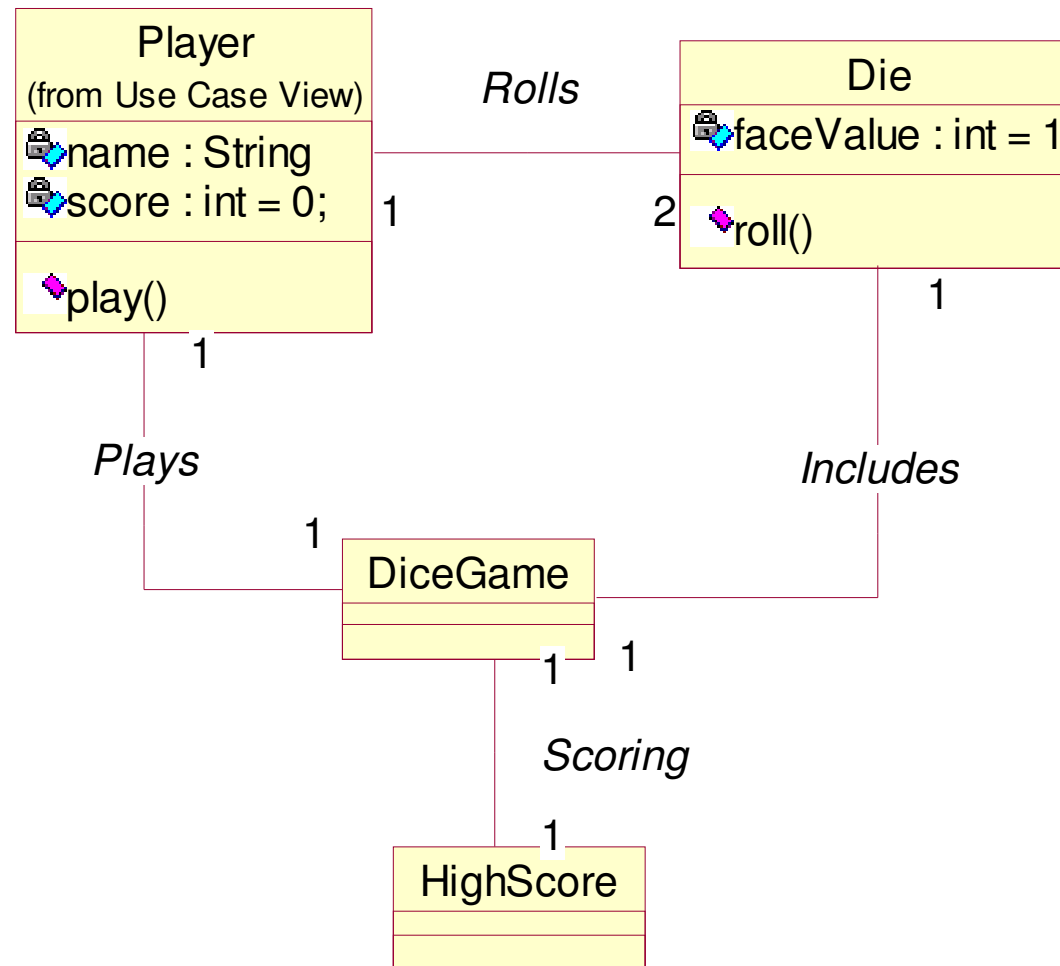 Player
(from Use Case View)
name : String
score : int = 0;
play()
Rolls
1
2
Die
faceValue : int = 1
roll()
1
1
Plays
Includes
1
DiceGame
1
1
Scoring
1
HighScore